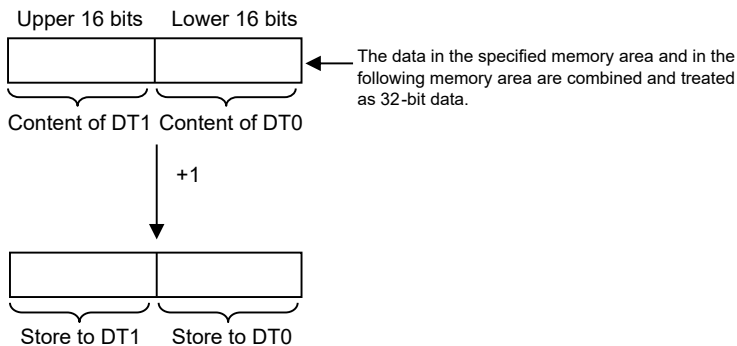 Upper 16 bits Lower 16 bits
The data in the specified memory area and in the
following memory area are combined and treated
as 32-bit data.
Content of DT1 Content of DT0
+1
Store to DT1 Store to DT0